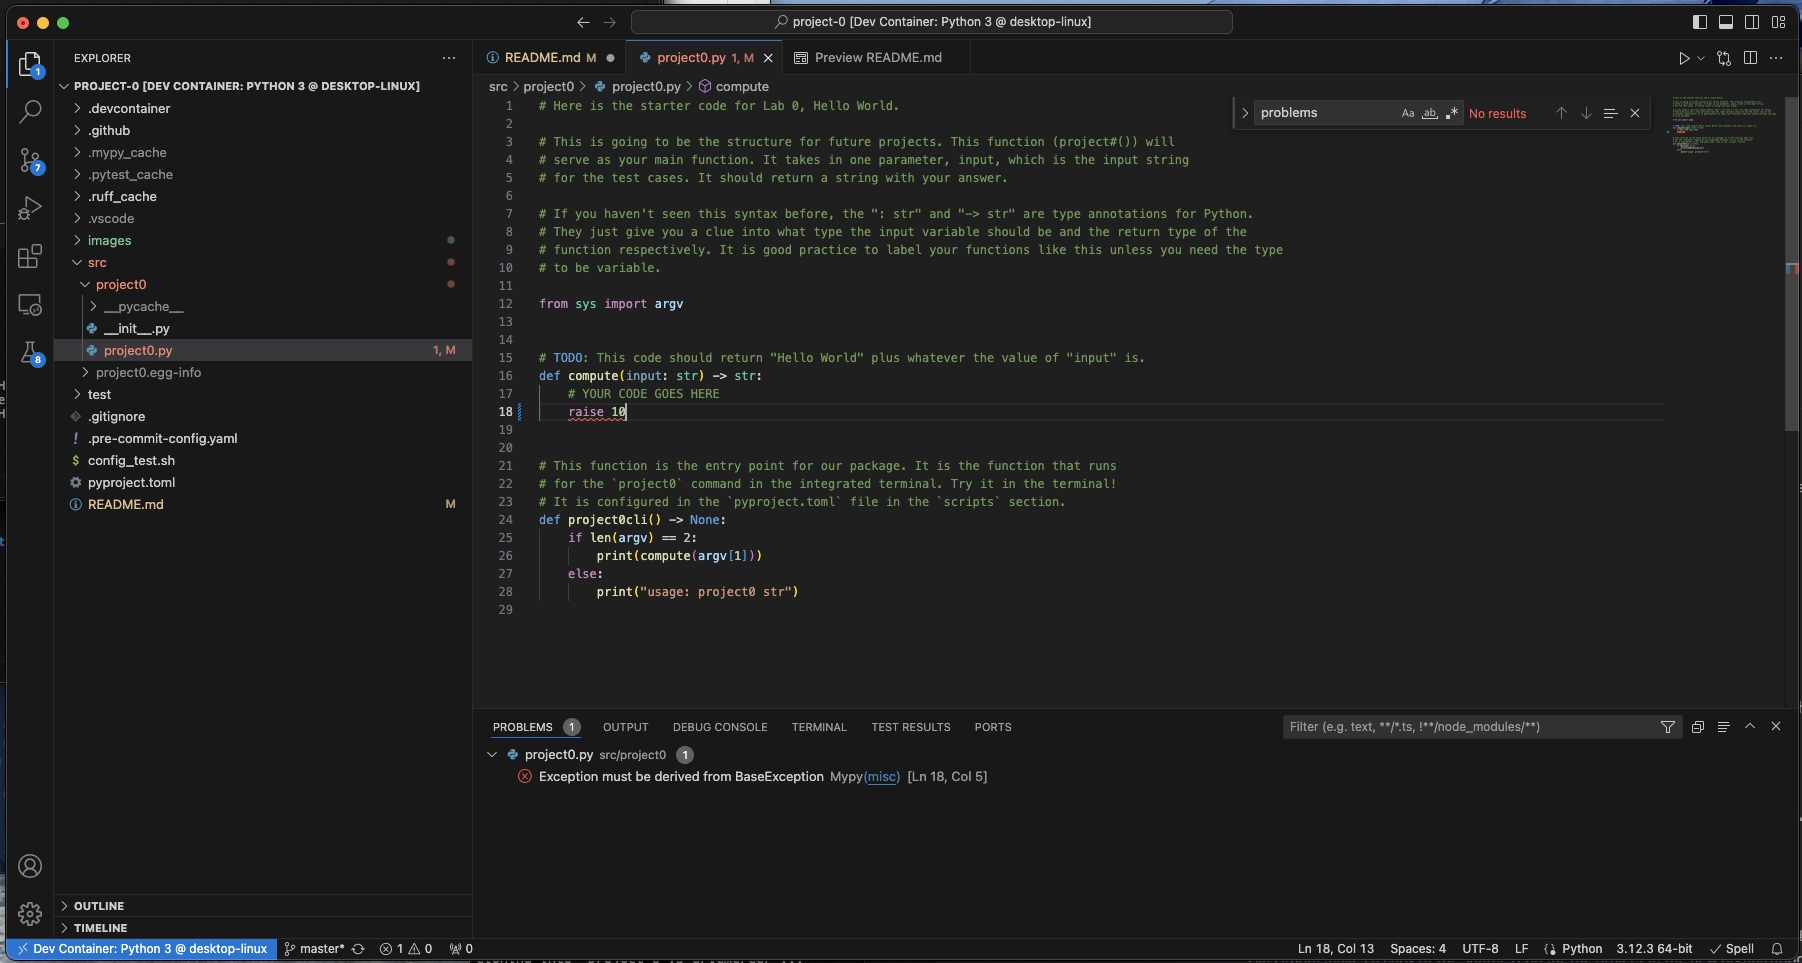 project-0 [Dev Container: Python 3 @ desktop-linux]
EXPLORER
PROJECT-0 [DEV CONTAINER: PYTHON 3 @ DESKTOP-LINUX]
.devcontainer
.github
.mypy_cache
.pytest_cache
.ruff_cache
.vscode
images
src
project0
__pycache__
__init__.py
project0.py 1, M
project0.egg-info
test
.gitignore
! .pre-commit-config.yaml
$ config_test.sh
pyproject.toml
README.md M
OUTLINE
TIMELINE
1
7
8
README.md M
project0.py 1, M
Preview README.md
src > project0 > project0.py > compute
problems Aa ab No results
1 # Here is the starter code for Lab 0, Hello World.
2
3 # This is going to be the structure for future projects. This function (project#()) will
4 # serve as your main function. It takes in one parameter, input, which is the input string
5 # for the test cases. It should return a string with your answer.
6
7 # If you haven't seen this syntax before, the ": str" and "-> str" are type annotations for Python.
8 # They just give you a clue into what type the input variable should be and the return type of the
9 # function respectively. It is good practice to label your functions like this unless you need the type
10 # to be variable.
11
12 from sys import argv
13
14
15 # TODO: This code should return "Hello World" plus whatever the value of "input" is.
16 def compute(input: str) -> str:
17 # YOUR CODE GOES HERE
18 raise 10
19
20
21 # This function is the entry point for our package. It is the function that runs
22 # for the `project0` command in the integrated terminal. Try it in the terminal!
23 # It is configured in the `pyproject.toml` file in the `scripts` section.
24 def project0cli() -> None:
25 if len(argv) == 2:
26 print(compute(argv[1]))
27 else:
28 print("usage: project0 str")
29
PROBLEMS 1 OUTPUT DEBUG CONSOLE TERMINAL TEST RESULTS PORTS
Filter (e.g. text, **/*.ts, !**/node_modules/**)
project0.py src/project0 1
Exception must be derived from BaseException Mypy(misc) [Ln 18, Col 5]
Dev Container: Python 3 @ desktop-linux master* 1 0 0
Ln 18, Col 13 Spaces: 4 UTF-8 LF Python 3.12.3 64-bit Spell